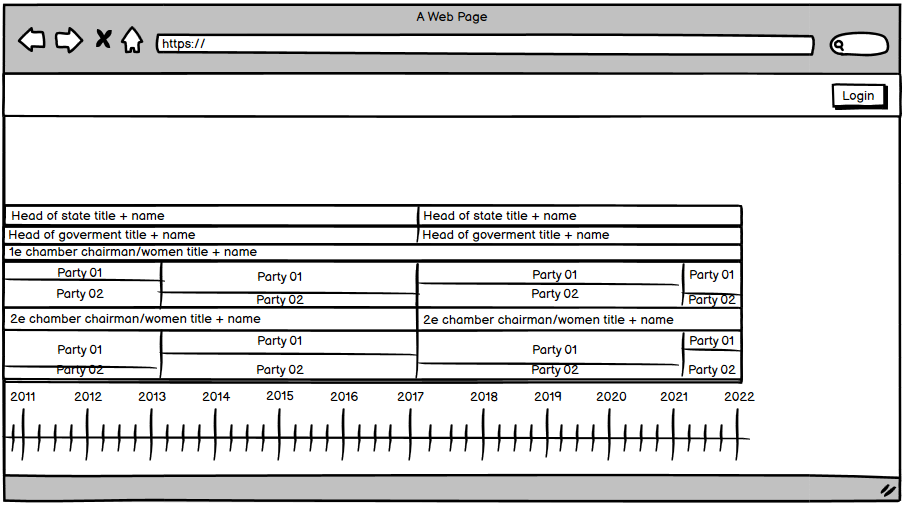 A Web Page
https://
Login
Head of state title + name Head of state title + name
Head of goverment title + name Head of goverment title + name
1e chamber chairman/women title + name
Party 01 Party 01 Party 01 Party 01
Party 02 Party 02 Party 02 Party 02
2e chamber chairman/women title + name 2e chamber chairman/women title + name
Party 01 Party 01 Party 01 Party 01
Party 02 Party 02 Party 02 Party 02
2011 2012 2013 2014 2015 2016 2017 2018 2019 2020 2021 2022